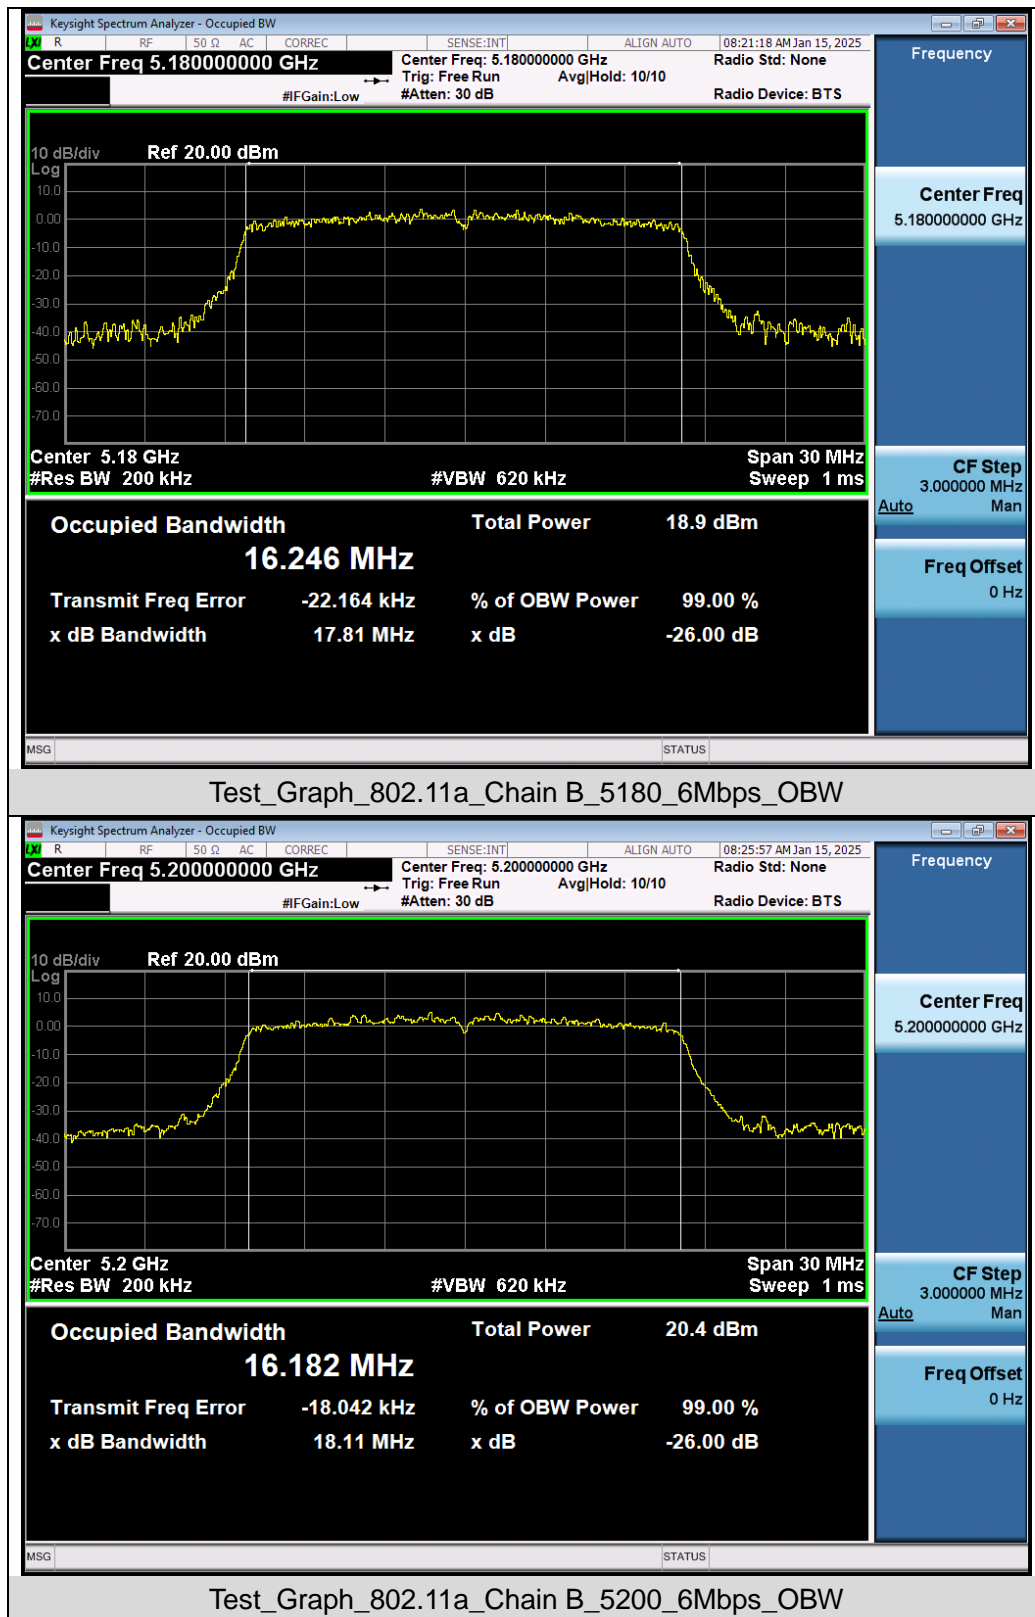 Keysight Spectrum Analyzer - Occupied BW
LXI R RF 50 Ω AC CORREC SENSE:INT ALIGN AUTO 08:21:18 AM Jan 15, 2025
Center Freq 5.180000000 GHz
Center Freq: 5.180000000 GHz Radio Std: None
Trig: Free Run Avg|Hold: 10/10
#IFGain:Low #Atten: 30 dB Radio Device: BTS
10 dB/div Ref 20.00 dBm
Log
10.0
0.00
-10.0
-20.0
-30.0
-40.0
-50.0
-60.0
-70.0
Center 5.18 GHz Span 30 MHz
#Res BW 200 kHz #VBW 620 kHz Sweep 1 ms
Occupied Bandwidth Total Power 18.9 dBm
16.246 MHz
Transmit Freq Error -22.164 kHz % of OBW Power 99.00 %
x dB Bandwidth 17.81 MHz x dB -26.00 dB
MSG STATUS
Frequency
Center Freq
5.180000000 GHz
CF Step
3.000000 MHz
Auto Man
Freq Offset
0 Hz
Test_Graph_802.11a_Chain B_5180_6Mbps_OBW
Keysight Spectrum Analyzer - Occupied BW
LXI R RF 50 Ω AC CORREC SENSE:INT ALIGN AUTO 08:25:57 AM Jan 15, 2025
Center Freq 5.200000000 GHz
Center Freq: 5.200000000 GHz Radio Std: None
Trig: Free Run Avg|Hold: 10/10
#IFGain:Low #Atten: 30 dB Radio Device: BTS
10 dB/div Ref 20.00 dBm
Log
10.0
0.00
-10.0
-20.0
-30.0
-40.0
-50.0
-60.0
-70.0
Center 5.2 GHz Span 30 MHz
#Res BW 200 kHz #VBW 620 kHz Sweep 1 ms
Occupied Bandwidth Total Power 20.4 dBm
16.182 MHz
Transmit Freq Error -18.042 kHz % of OBW Power 99.00 %
x dB Bandwidth 18.11 MHz x dB -26.00 dB
MSG STATUS
Frequency
Center Freq
5.200000000 GHz
CF Step
3.000000 MHz
Auto Man
Freq Offset
0 Hz
Test_Graph_802.11a_Chain B_5200_6Mbps_OBW